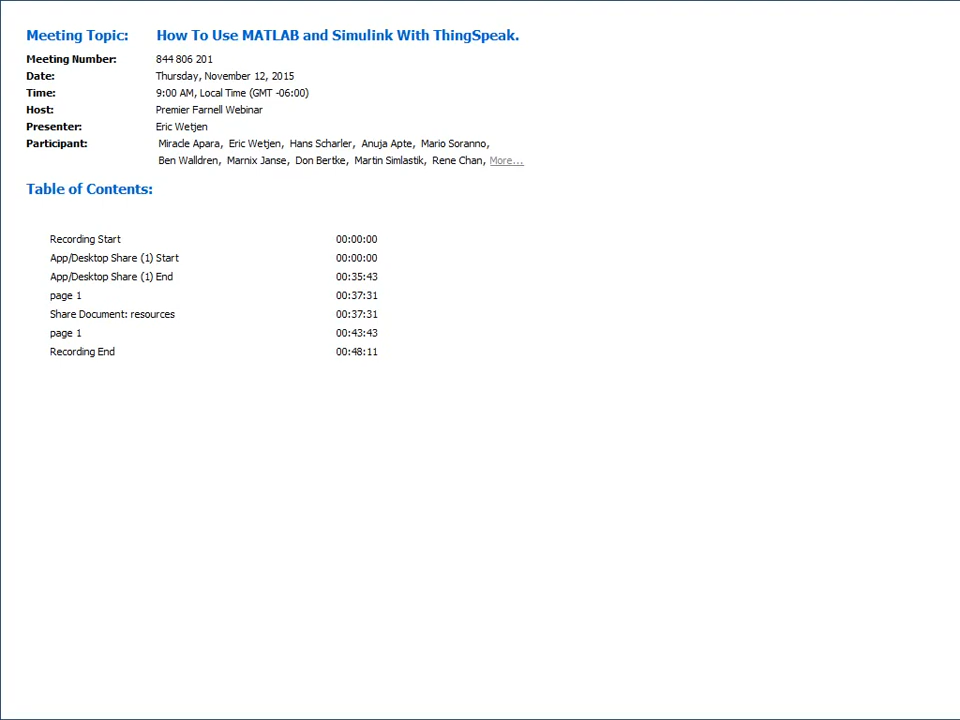 Meeting Topic: How To Use MATLAB and Simulink With ThingSpeak.
Meeting Number: 844 806 201
Date: Thursday, November 12, 2015
Time: 9:00 AM, Local Time (GMT -06:00)
Host: Premier Farnell Webinar
Presenter: Eric Wetjen
Participant: Miracle Apara, Eric Wetjen, Hans Scharler, Anuja Apte, Mario Soranno,
Ben Walldren, Marnix Janse, Don Bertke, Martin Simlastik, Rene Chan, More...
Table of Contents:
Recording Start 00:00:00
App/Desktop Share (1) Start 00:00:00
App/Desktop Share (1) End 00:35:43
page 1 00:37:31
Share Document: resources 00:37:31
page 1 00:43:43
Recording End 00:48:11